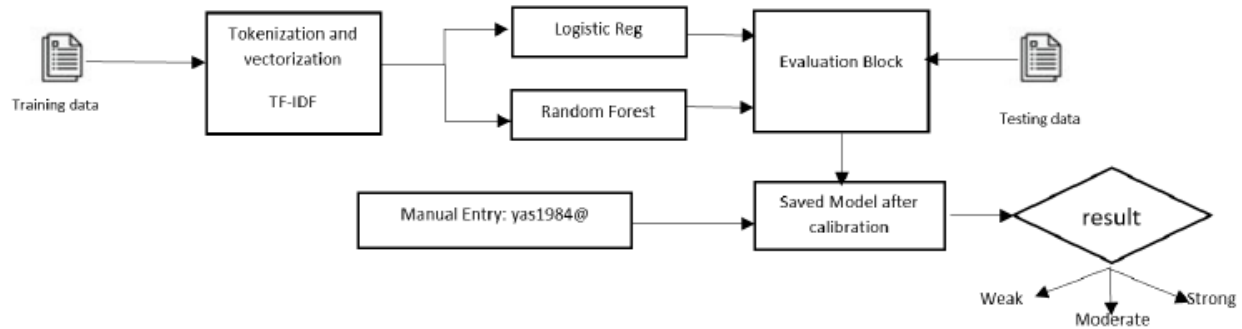 Training data
Tokenization and
vectorization
TF-IDF
Logistic Reg
Random Forest
Evaluation Block
Testing data
Manual Entry: yas1984@
Saved Model after
calibration
result
Weak
Moderate
Strong